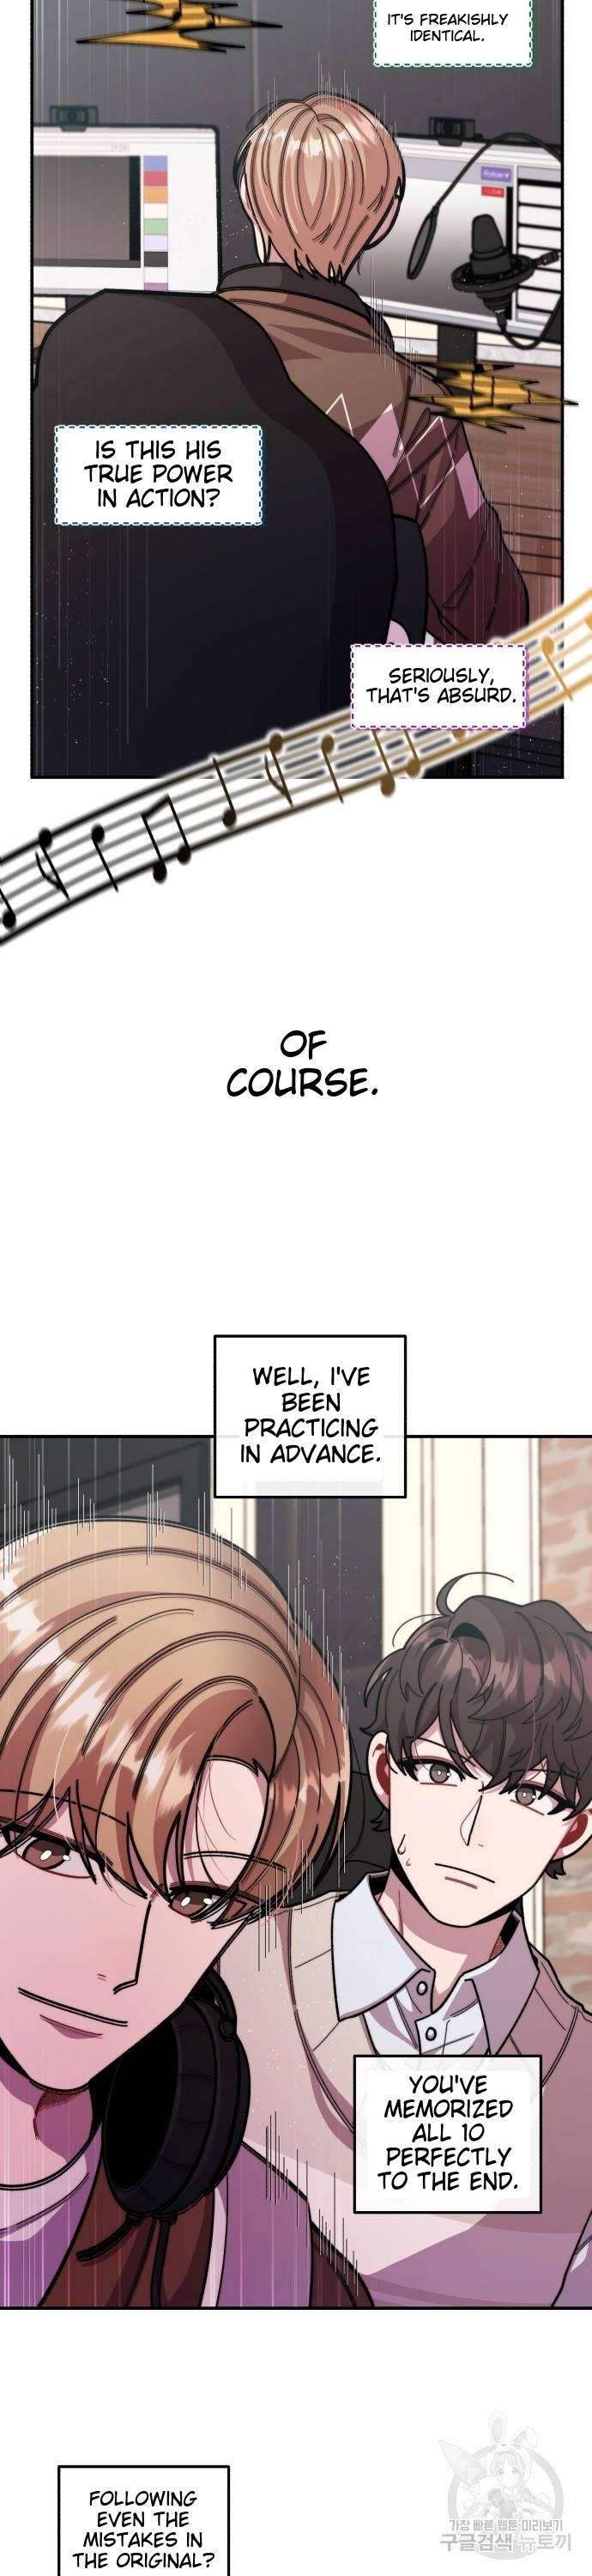 IT'S FREAKISHLY
IDENTICAL.
Follow
IS THIS HIS
TRUE POWER
IN ACTION?
SERIOUSLY,
THAT'S ABSURD.
OF
COURSE.
WELL, I'VE
BEEN
PRACTICING
IN ADVANCE.
YOU'VE
MEMORIZED
ALL 10
PERFECTLY
TO THE END.
FOLLOWING
EVEN THE
MISTAKES IN
THE ORIGINAL?
가장 빠른 웹툰 미리보기
구글검색 뉴토끼